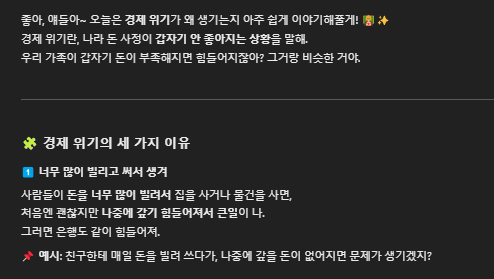 좋아, 얘들아~ 오늘은 경제 위기가 왜 생기는지 아주 쉽게 이야기해줄게! 👩‍🏫✨
경제 위기란, 나라 돈 사정이 갑자기 안 좋아지는 상황을 말해.
우리 가족이 갑자기 돈이 부족해지면 힘들어지잖아? 그거랑 비슷한 거야.
🧩 경제 위기의 세 가지 이유
1️⃣ 너무 많이 빌리고 써서 생겨
사람들이 돈을 너무 많이 빌려서 집을 사거나 물건을 사면,
처음엔 괜찮지만 나중에 갚기 힘들어져서 큰일이 나.
그러면 은행도 같이 힘들어져.
📌 예시: 친구한테 매일 돈을 빌려 쓰다가, 나중에 갚을 돈이 없어지면 문제가 생기겠지?